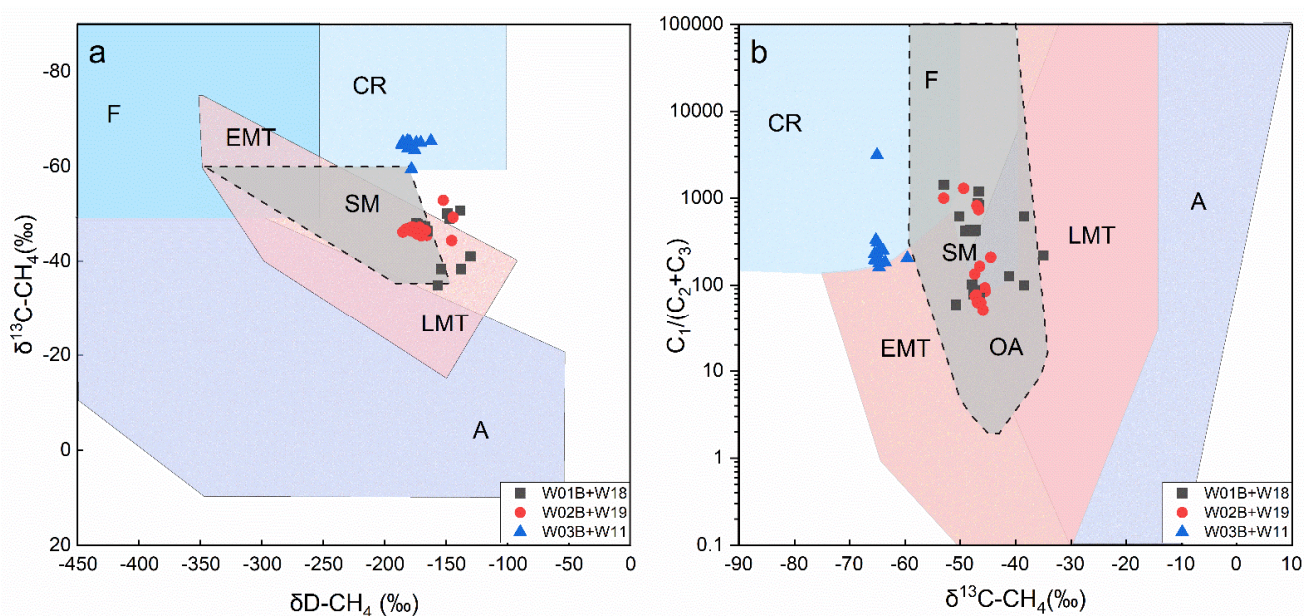 a
-80
-60
-40
-20
0
20
δ¹³C-CH₄(‰)
F
CR
EMT
SM
LMT
A
W01B+W18
W02B+W19
W03B+W11
-450 -400 -350 -300 -250 -200 -150 -100 -50 0
δD-CH₄ (‰)
b
100000
10000
1000
100
10
1
0.1
C₁/(C₂+C₃)
F
CR
A
SM
LMT
EMT
OA
W01B+W18
W02B+W19
W03B+W11
-90 -80 -70 -60 -50 -40 -30 -20 -10 0 10
δ¹³C-CH₄(‰)